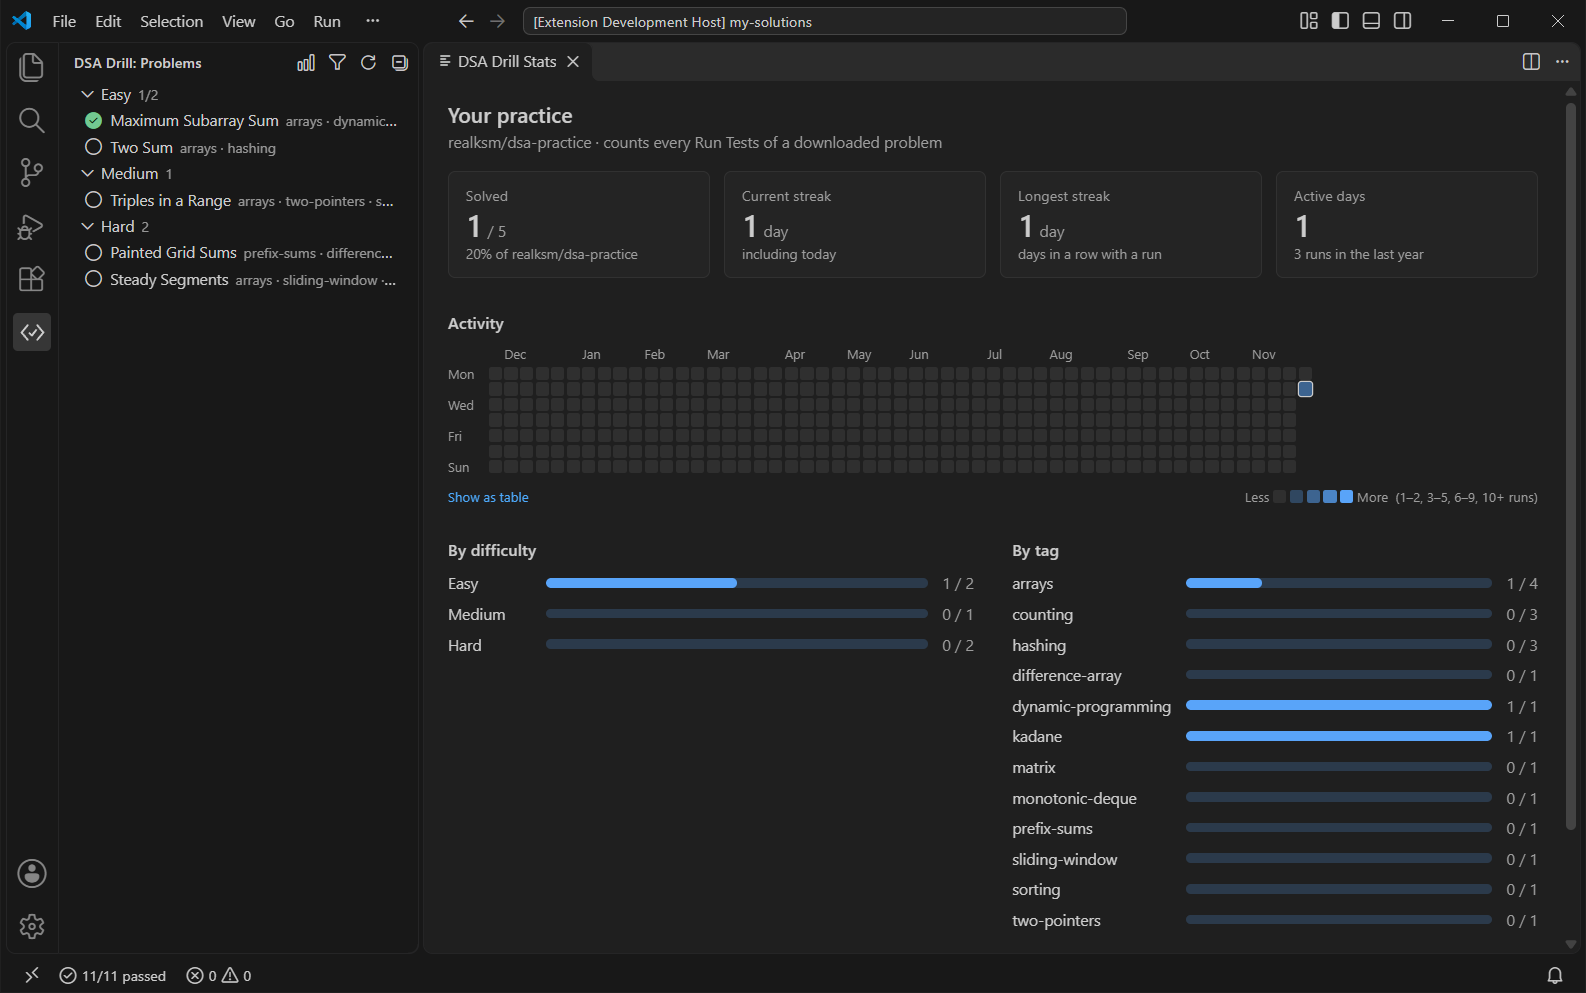 File Edit Selection View Go Run ···
[Extension Development Host] my-solutions
DSA Drill: Problems
Easy 1/2
Maximum Subarray Sum arrays · dynamic...
Two Sum arrays · hashing
Medium 1
Triples in a Range arrays · two-pointers · s...
Hard 2
Painted Grid Sums prefix-sums · differenc...
Steady Segments arrays · sliding-window ·...
DSA Drill Stats
Your practice
realksm/dsa-practice · counts every Run Tests of a downloaded problem
Solved
1 / 5
20% of realksm/dsa-practice
Current streak
1 day
including today
Longest streak
1 day
days in a row with a run
Active days
1
3 runs in the last year
Activity
Dec Jan Feb Mar Apr May Jun Jul Aug Sep Oct Nov
Mon
Wed
Fri
Sun
Show as table
Less More (1–2, 3–5, 6–9, 10+ runs)
By difficulty
Easy 1 / 2
Medium 0 / 1
Hard 0 / 2
By tag
arrays 1 / 4
counting 0 / 3
hashing 0 / 3
difference-array 0 / 1
dynamic-programming 1 / 1
kadane 1 / 1
matrix 0 / 1
monotonic-deque 0 / 1
prefix-sums 0 / 1
sliding-window 0 / 1
sorting 0 / 1
two-pointers 0 / 1
11/11 passed 0 0